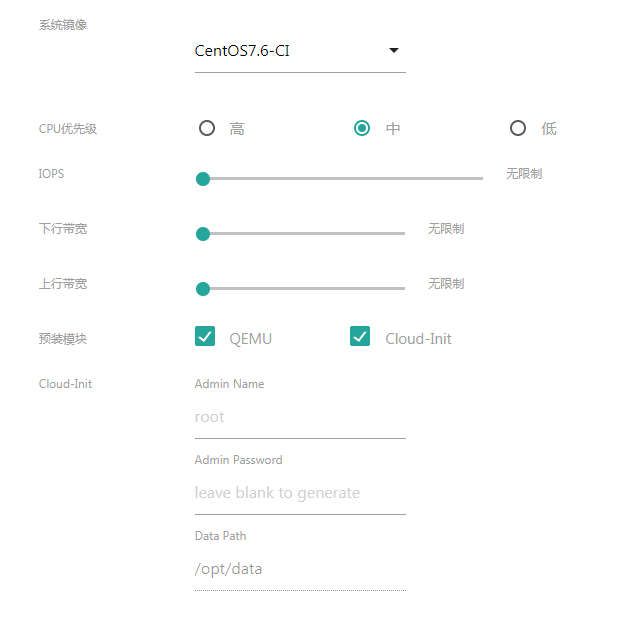 系统镜像
CentOS7.6-CI
CPU优先级 高 中 低
IOPS 无限制
下行带宽 无限制
上行带宽 无限制
预装模块 QEMU Cloud-Init
Cloud-Init Admin Name
root
Admin Password
leave blank to generate
Data Path
/opt/data